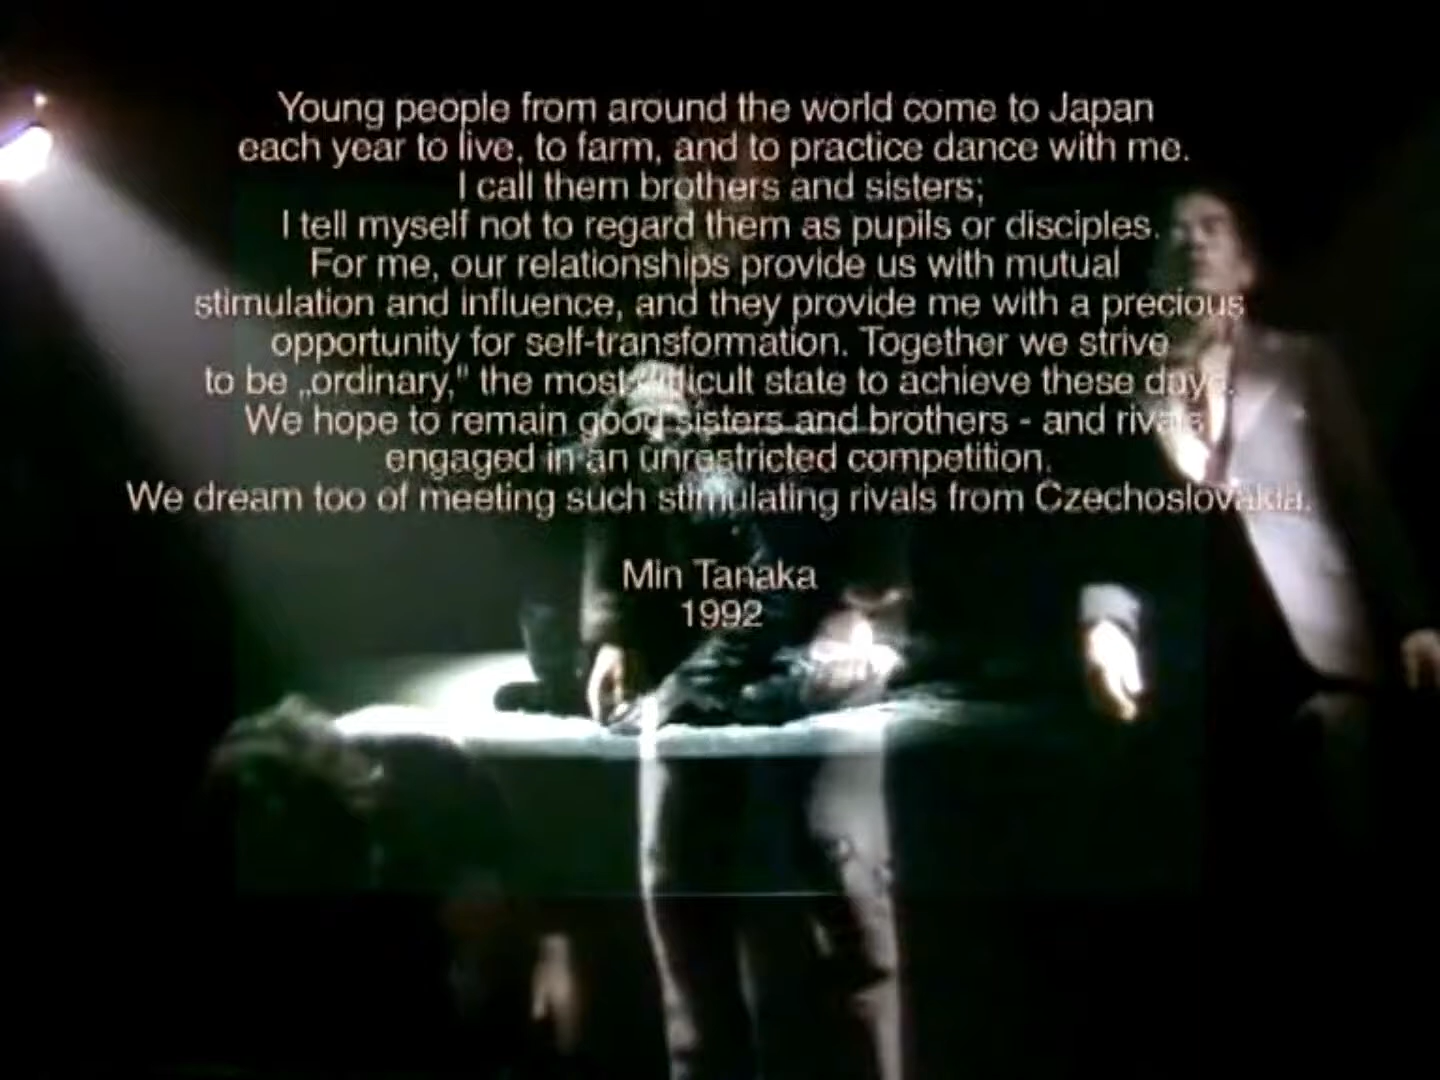 Young people from around the world come to Japan
each year to live, to farm, and to practice dance with me.
I call them brothers and sisters;
I tell myself not to regard them as pupils or disciples.
For me, our relationships provide us with mutual
stimulation and influence, and they provide me with a precious
opportunity for self-transformation. Together we strive
to be „ordinary," the most difficult state to achieve these days.
We hope to remain good sisters and brothers - and rivals
engaged in an unrestricted competition.
We dream too of meeting such stimulating rivals from Czechoslovakia.
Min Tanaka
1992